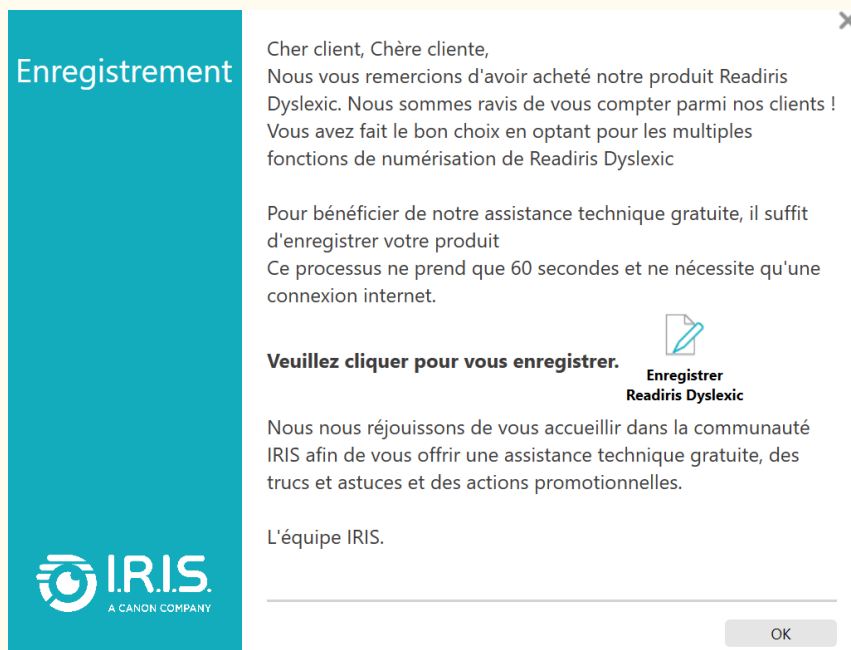 Enregistrement
Cher client, Chère cliente,
Nous vous remercions d'avoir acheté notre produit Readiris
Dyslexic. Nous sommes ravis de vous compter parmi nos clients !
Vous avez fait le bon choix en optant pour les multiples
fonctions de numérisation de Readiris Dyslexic
Pour bénéficier de notre assistance technique gratuite, il suffit
d'enregistrer votre produit
Ce processus ne prend que 60 secondes et ne nécessite qu'une
connexion internet.
Veuillez cliquer pour vous enregistrer.
Enregistrer
Readiris Dyslexic
Nous nous réjouissons de vous accueillir dans la communauté
IRIS afin de vous offrir une assistance technique gratuite, des
trucs et astuces et des actions promotionnelles.
L'équipe IRIS.
I.R.I.S.
A CANON COMPANY
OK